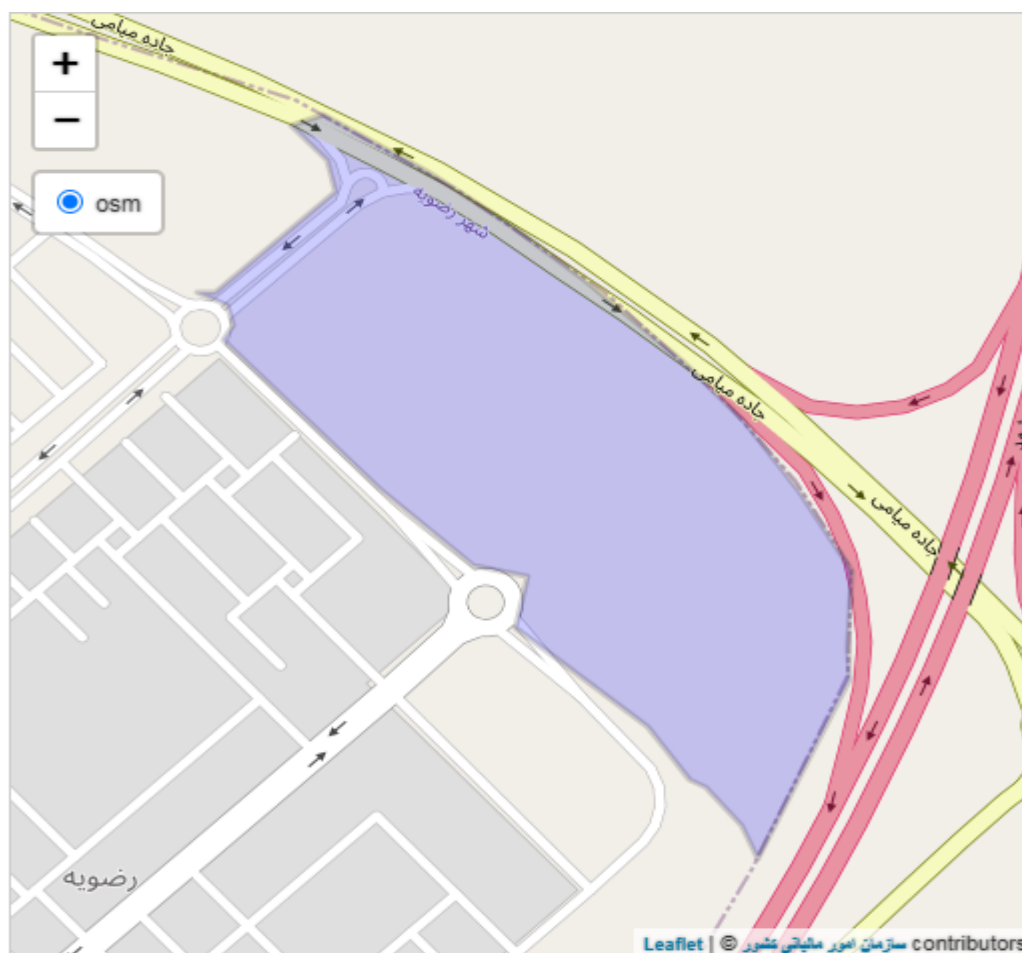 جاده میامی
+
−
osm
شهر رضویه
جاده میامی
جاده میامی
رضویه
Leaflet | © سازمان امور مالیاتی کشور contributors